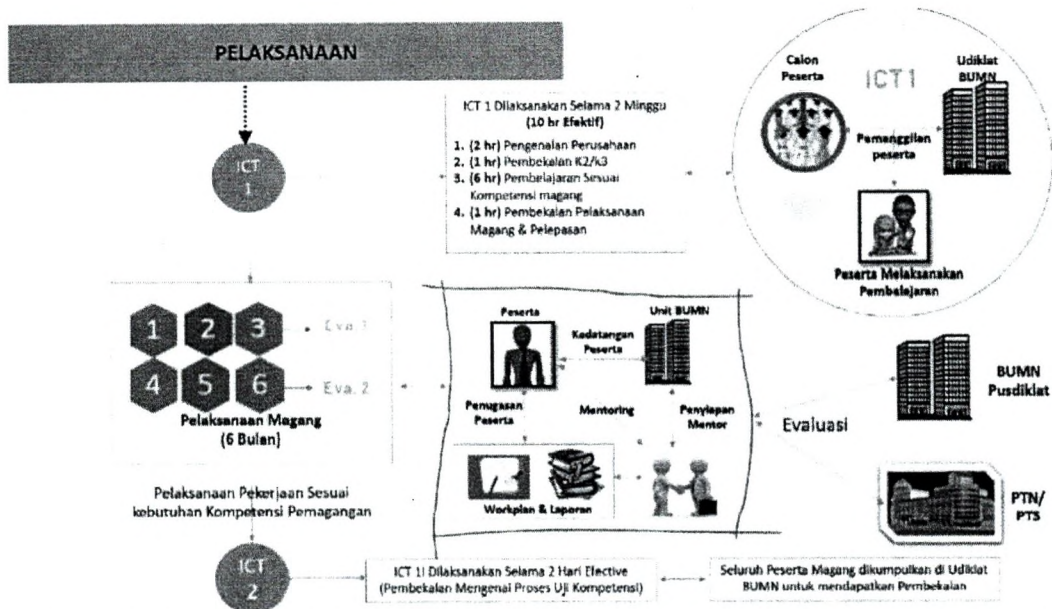 PELAKSANAAN
ICT
1
ICT 1 Dilaksanakan Selama 2 Minggu
(10 hr Efektif)
1. (2 hr) Pengenalan Perusahaan
2. (1 hr) Pembekalan K2/k3
3. (6 hr) Pembelajaran Sesuai
Kompetensi magang
4. (1 hr) Pembekalan Pelaksanaan
Magang & Pelepasan
Calon
Peserta
ICT1
Udiklat
BUMN
Pemanggilan
peserta
Peserta Melaksanakan
Pembalejaran
1 2 3
Eva. 1
4 5 6
Eva. 2
Pelaksanaan Magang
(6 Bulan)
Peserta
Unit BUMN
Kedatangan
Peserta
Penugasan
Peserta
Mentoring
Penyiapan
Mentor
Workplan & Laporan
Evaluasi
BUMN
Pusdiklat
PTN/
PTS
Pelaksanaan Pekerjaan Sesuai
kebutuhan Kompetensi Pemagangan
ICT
2
ICT 1I Dilaksanakan Selama 2 Hari Efective
(Pembekalan Mengenai Proses Uji Kompetensi)
Seluruh Peserta Magang dikumpulkan di Udiklat
BUMN untuk mendapatkan Pembekalan